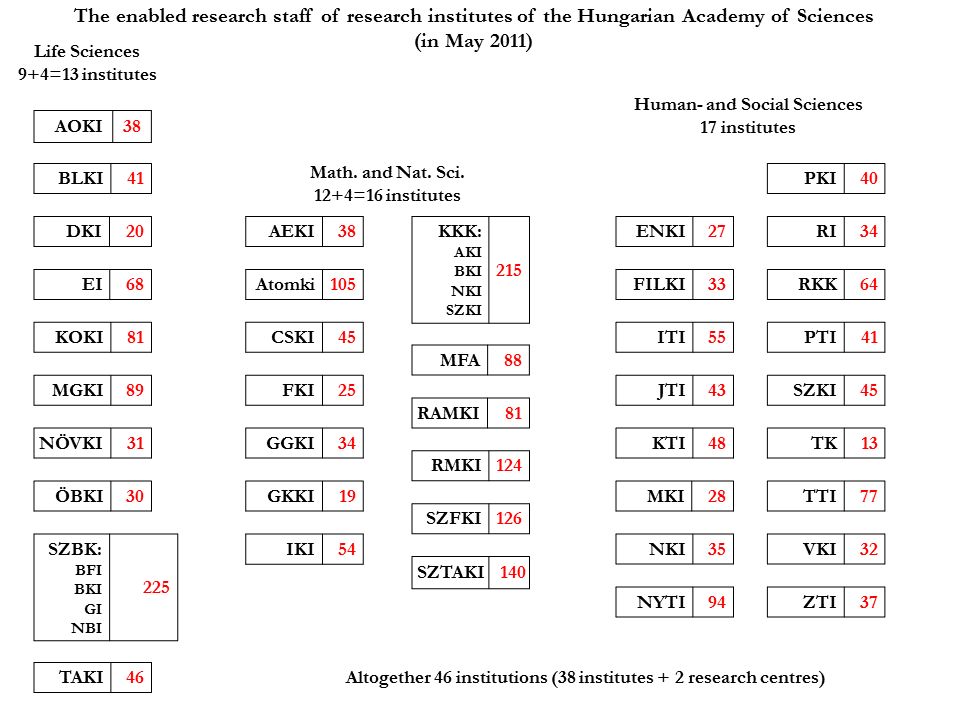 The enabled research staff of research institutes of the Hungarian Academy of Sciences
(in May 2011)
Life Sciences
9+4=13 institutes
AOKI 38
BLKI 41
DKI 20
EI 68
KOKI 81
MGKI 89
NÖVKI 31
ÖBKI 30
SZBK:
BFI
BKI
GI
NBI
225
TAKI 46
Math. and Nat. Sci.
12+4=16 institutes
AEKI 38
Atomki 105
CSKI 45
FKI 25
GGKI 34
GKKI 19
IKI 54
KKK:
AKI
BKI
NKI
SZKI
215
MFA 88
RAMKI 81
RMKI 124
SZFKI 126
SZTAKI 140
Human- and Social Sciences
17 institutes
ENKI 27
FILKI 33
ITI 55
JTI 43
KTI 48
MKI 28
NKI 35
NYTI 94
PKI 40
RI 34
RKK 64
PTI 41
SZKI 45
TK 13
TTI 77
VKI 32
ZTI 37
Altogether 46 institutions (38 institutes + 2 research centres)